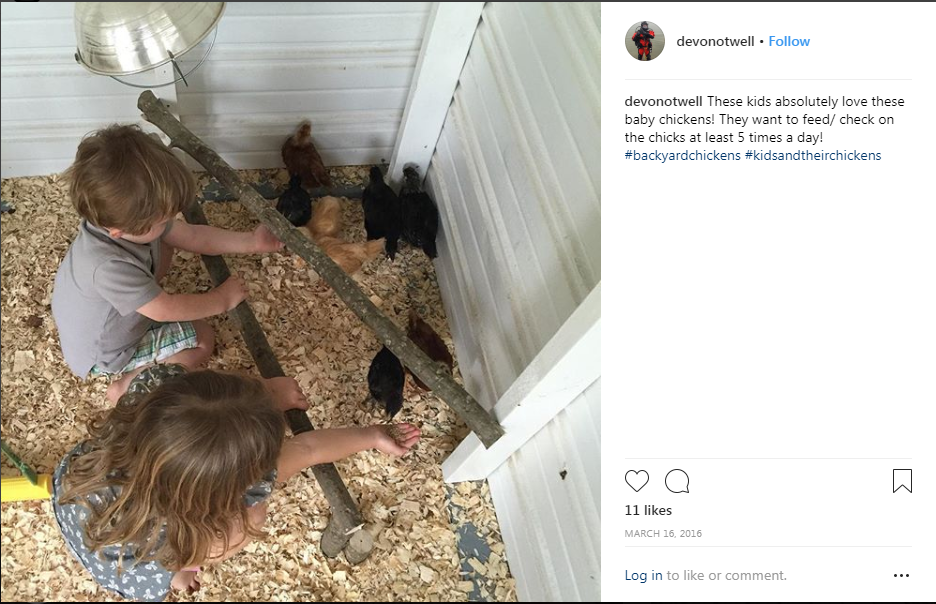 devonotwell • Follow
devonotwell These kids absolutely love these
baby chickens! They want to feed/ check on
the chicks at least 5 times a day!
#backyardchickens #kidsandtheirchickens
11 likes
MARCH 16, 2016
Log in to like or comment.